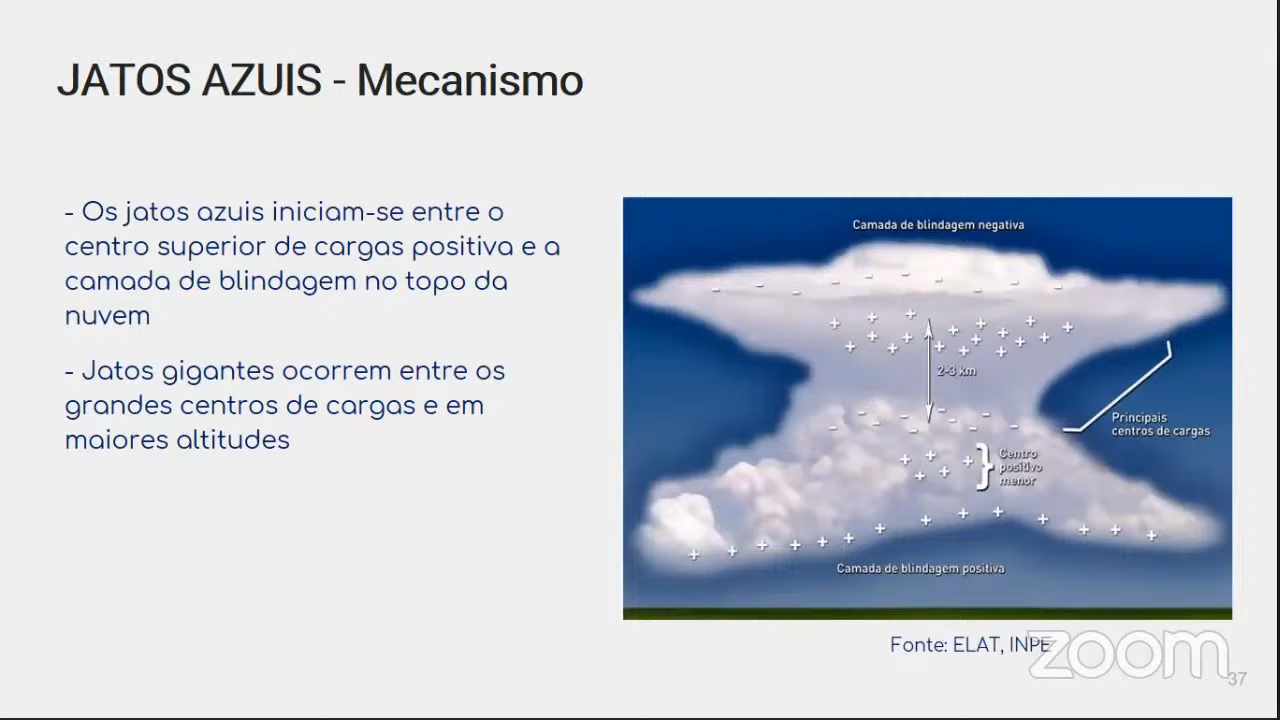 JATOS AZUIS - Mecanismo
- Os jatos azuis iniciam-se entre o
centro superior de cargas positiva e a
camada de blindagem no topo da
nuvem
- Jatos gigantes ocorrem entre os
grandes centros de cargas e em
maiores altitudes
Camada de blindagem negativa
2-3 km
Principais
centros de cargas
Centro
positivo
menor
Camada de blindagem positiva
Fonte: ELAT, INPE
zoom
37